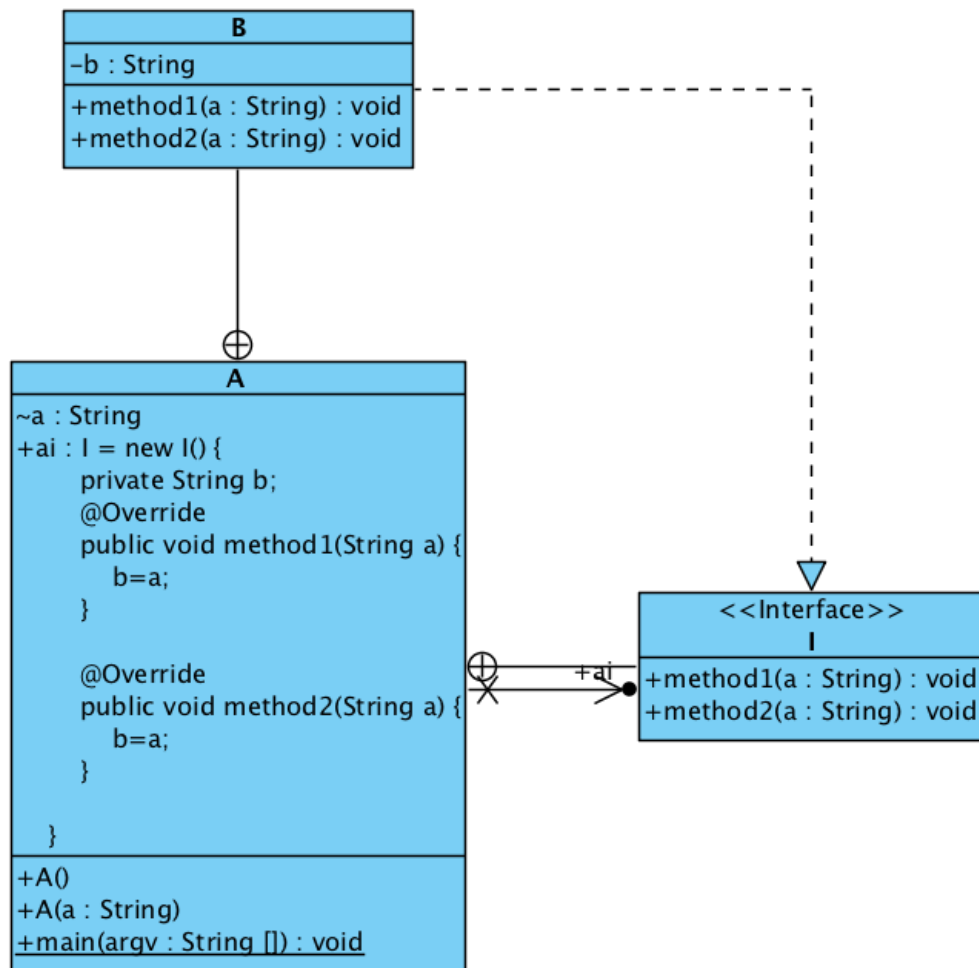 B
-b : String
+method1(a : String) : void
+method2(a : String) : void
A
~a : String
+ai : I = new I() {
private String b;
@Override
public void method1(String a) {
b=a;
}
@Override
public void method2(String a) {
b=a;
}
}
+A()
+A(a : String)
+main(argv : String []) : void
+ai
<<Interface>>
I
+method1(a : String) : void
+method2(a : String) : void